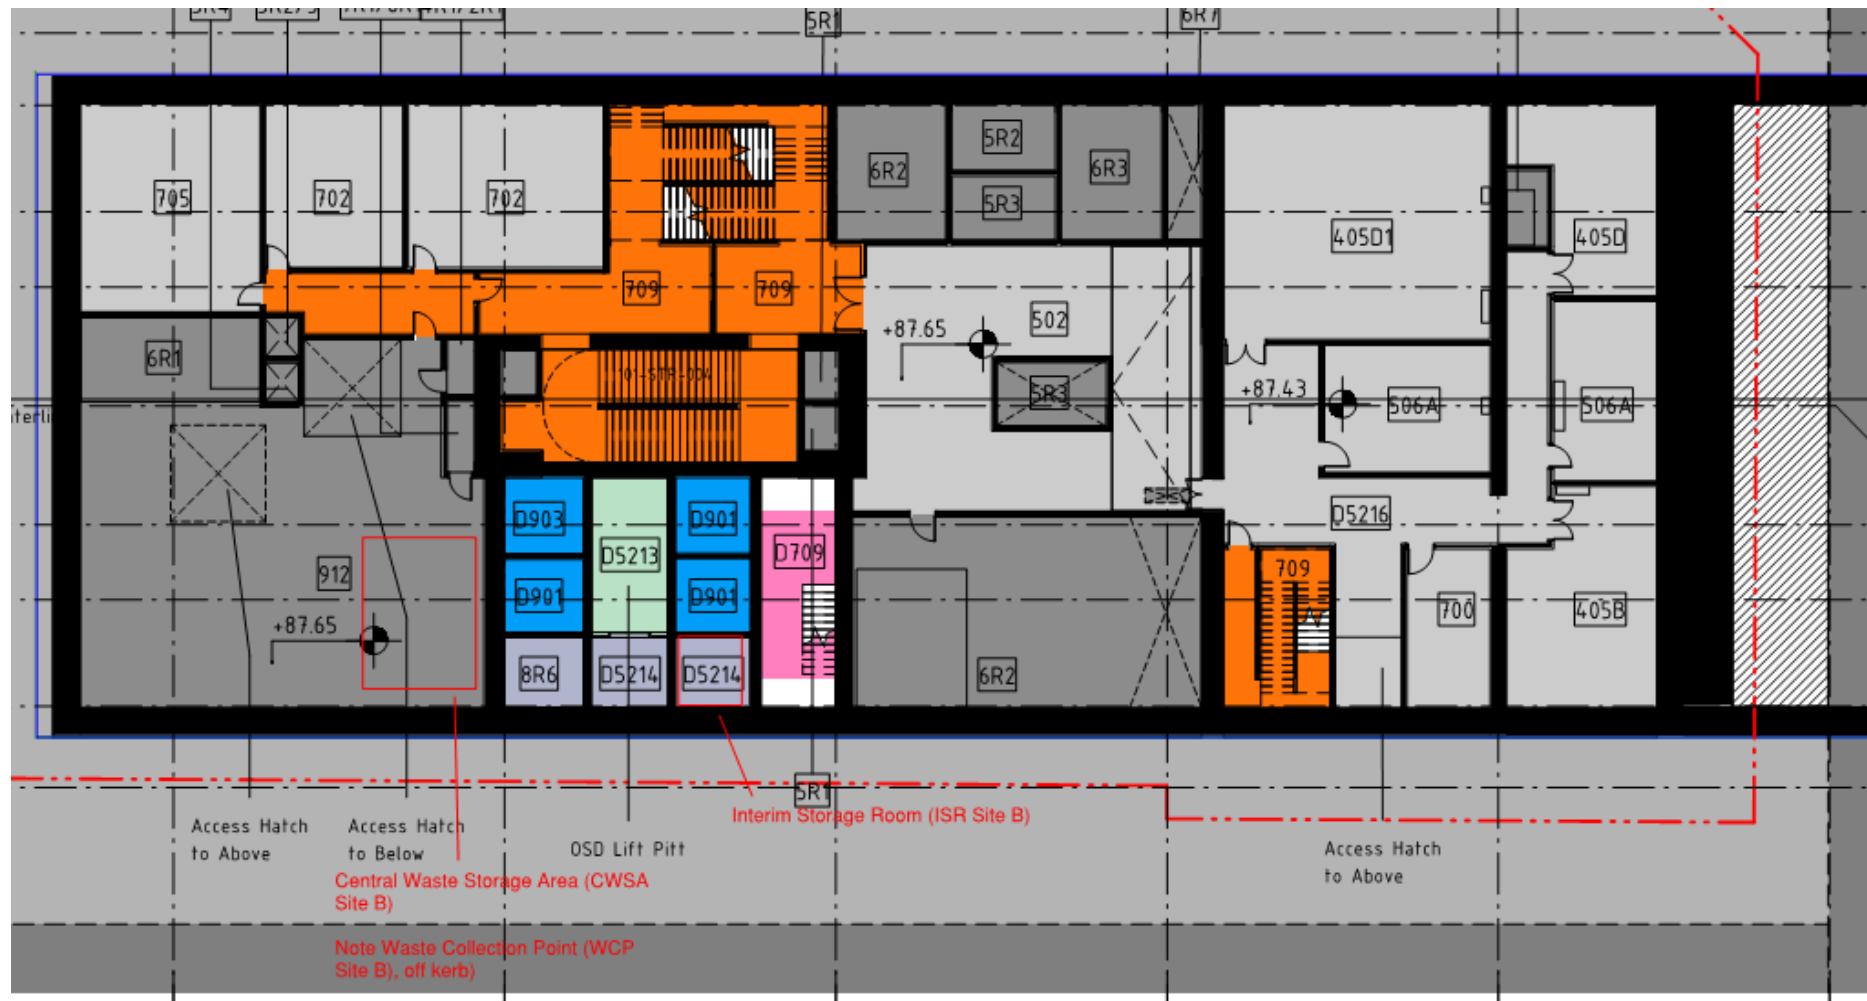 5R1
6R7
705
702
702
6R2
5R2
5R3
6R3
405D1
405D
709
709
+87.65
502
6R1
101-STR-004
5R3
+87.43
506A
506A
D903
D5213
D901
D709
D5216
912
D901
D901
709
700
405B
+87.65
8R6
D5214
D5214
6R2
5R1
Interim Storage Room (ISR Site B)
Access Hatch
to Above
Access Hatch
to Below
OSD Lift Pitt
Access Hatch
to Above
Central Waste Storage Area (CWSA
Site B)
Note Waste Collection Point (WCP
Site B), off kerb)